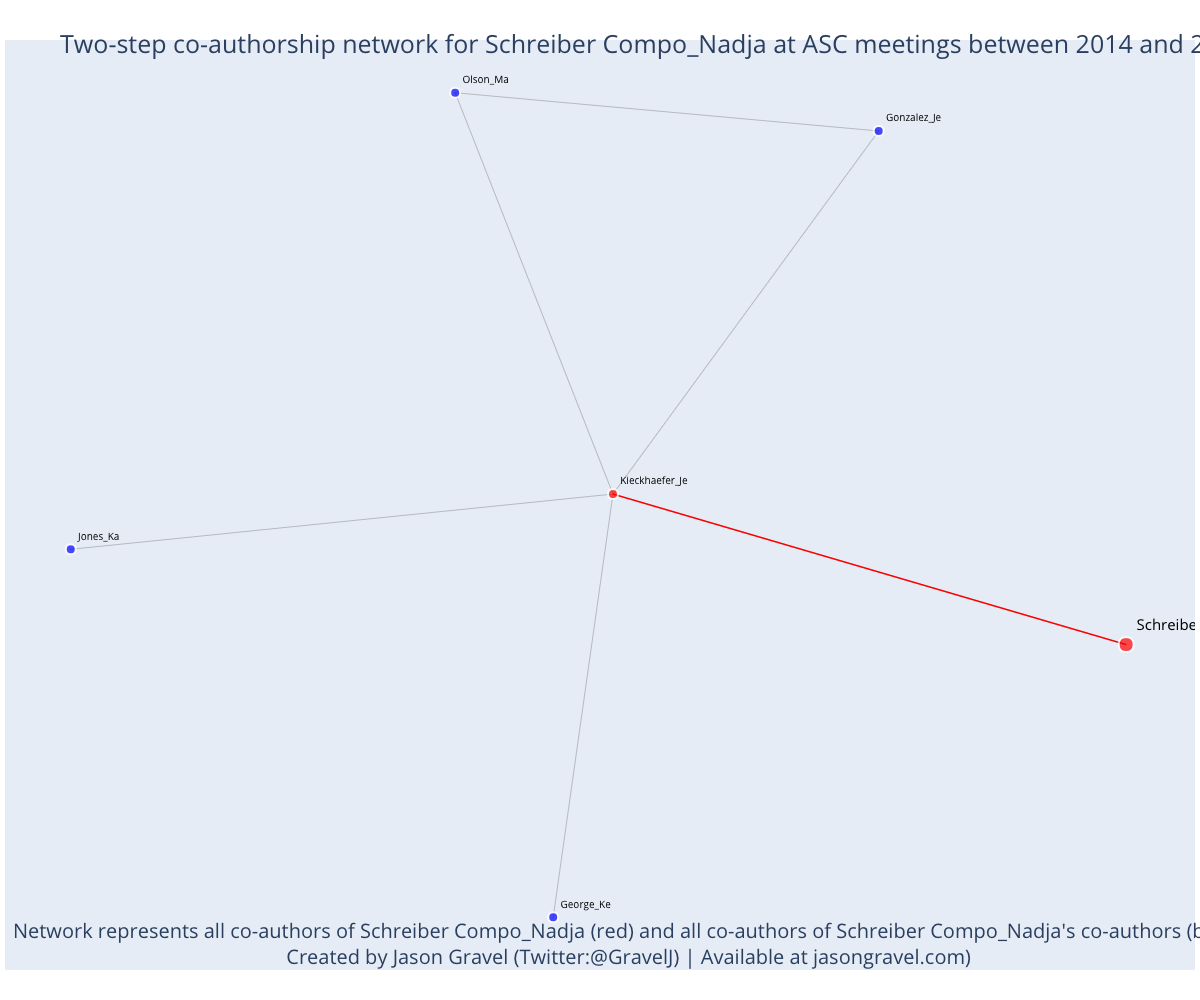 Two-step co-authorship network for Schreiber Compo_Nadja at ASC meetings between 2014 and
Olson_Ma
Gonzalez_Je
Kieckhaefer_Je
Jones_Ka
Schreibe
George_Ke
Network represents all co-authors of Schreiber Compo_Nadja (red) and all co-authors of Schreiber Compo_Nadja's co-authors
Created by Jason Gravel (Twitter:@GravelJ) | Available at jasongravel.com)